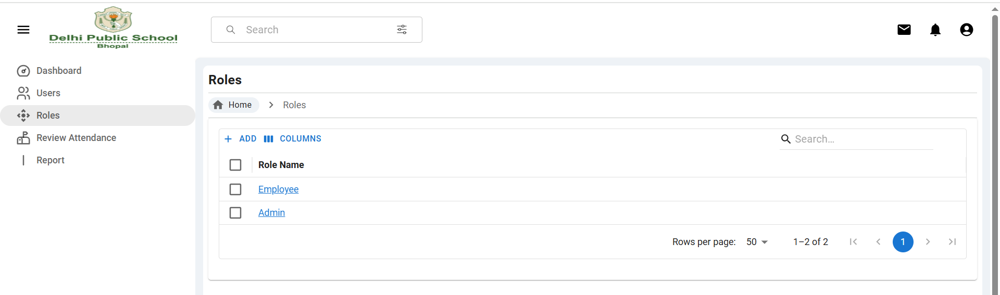 Delhi Public School
Bhopal
Search
Dashboard
Users
Roles
Review Attendance
Report
Roles
Home > Roles
+ ADD COLUMNS
Search...
Role Name
Employee
Admin
Rows per page: 50 1–2 of 2 1